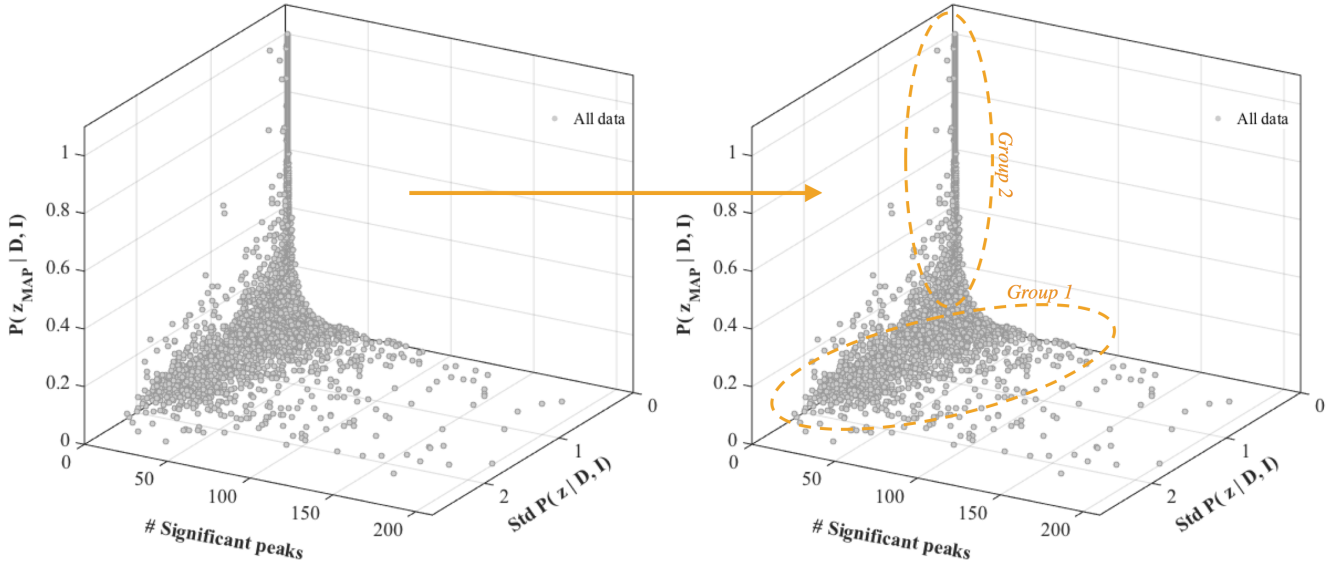 All data
P( z_MAP | D, I)
1
0.8
0.6
0.4
0.2
0
0
50
100
150
200
# Significant peaks
0
1
2
Std P( z | D, I)
All data
Group 2
Group 1
P( z_MAP | D, I)
1
0.8
0.6
0.4
0.2
0
0
50
100
150
200
# Significant peaks
0
1
2
Std P( z | D, I)